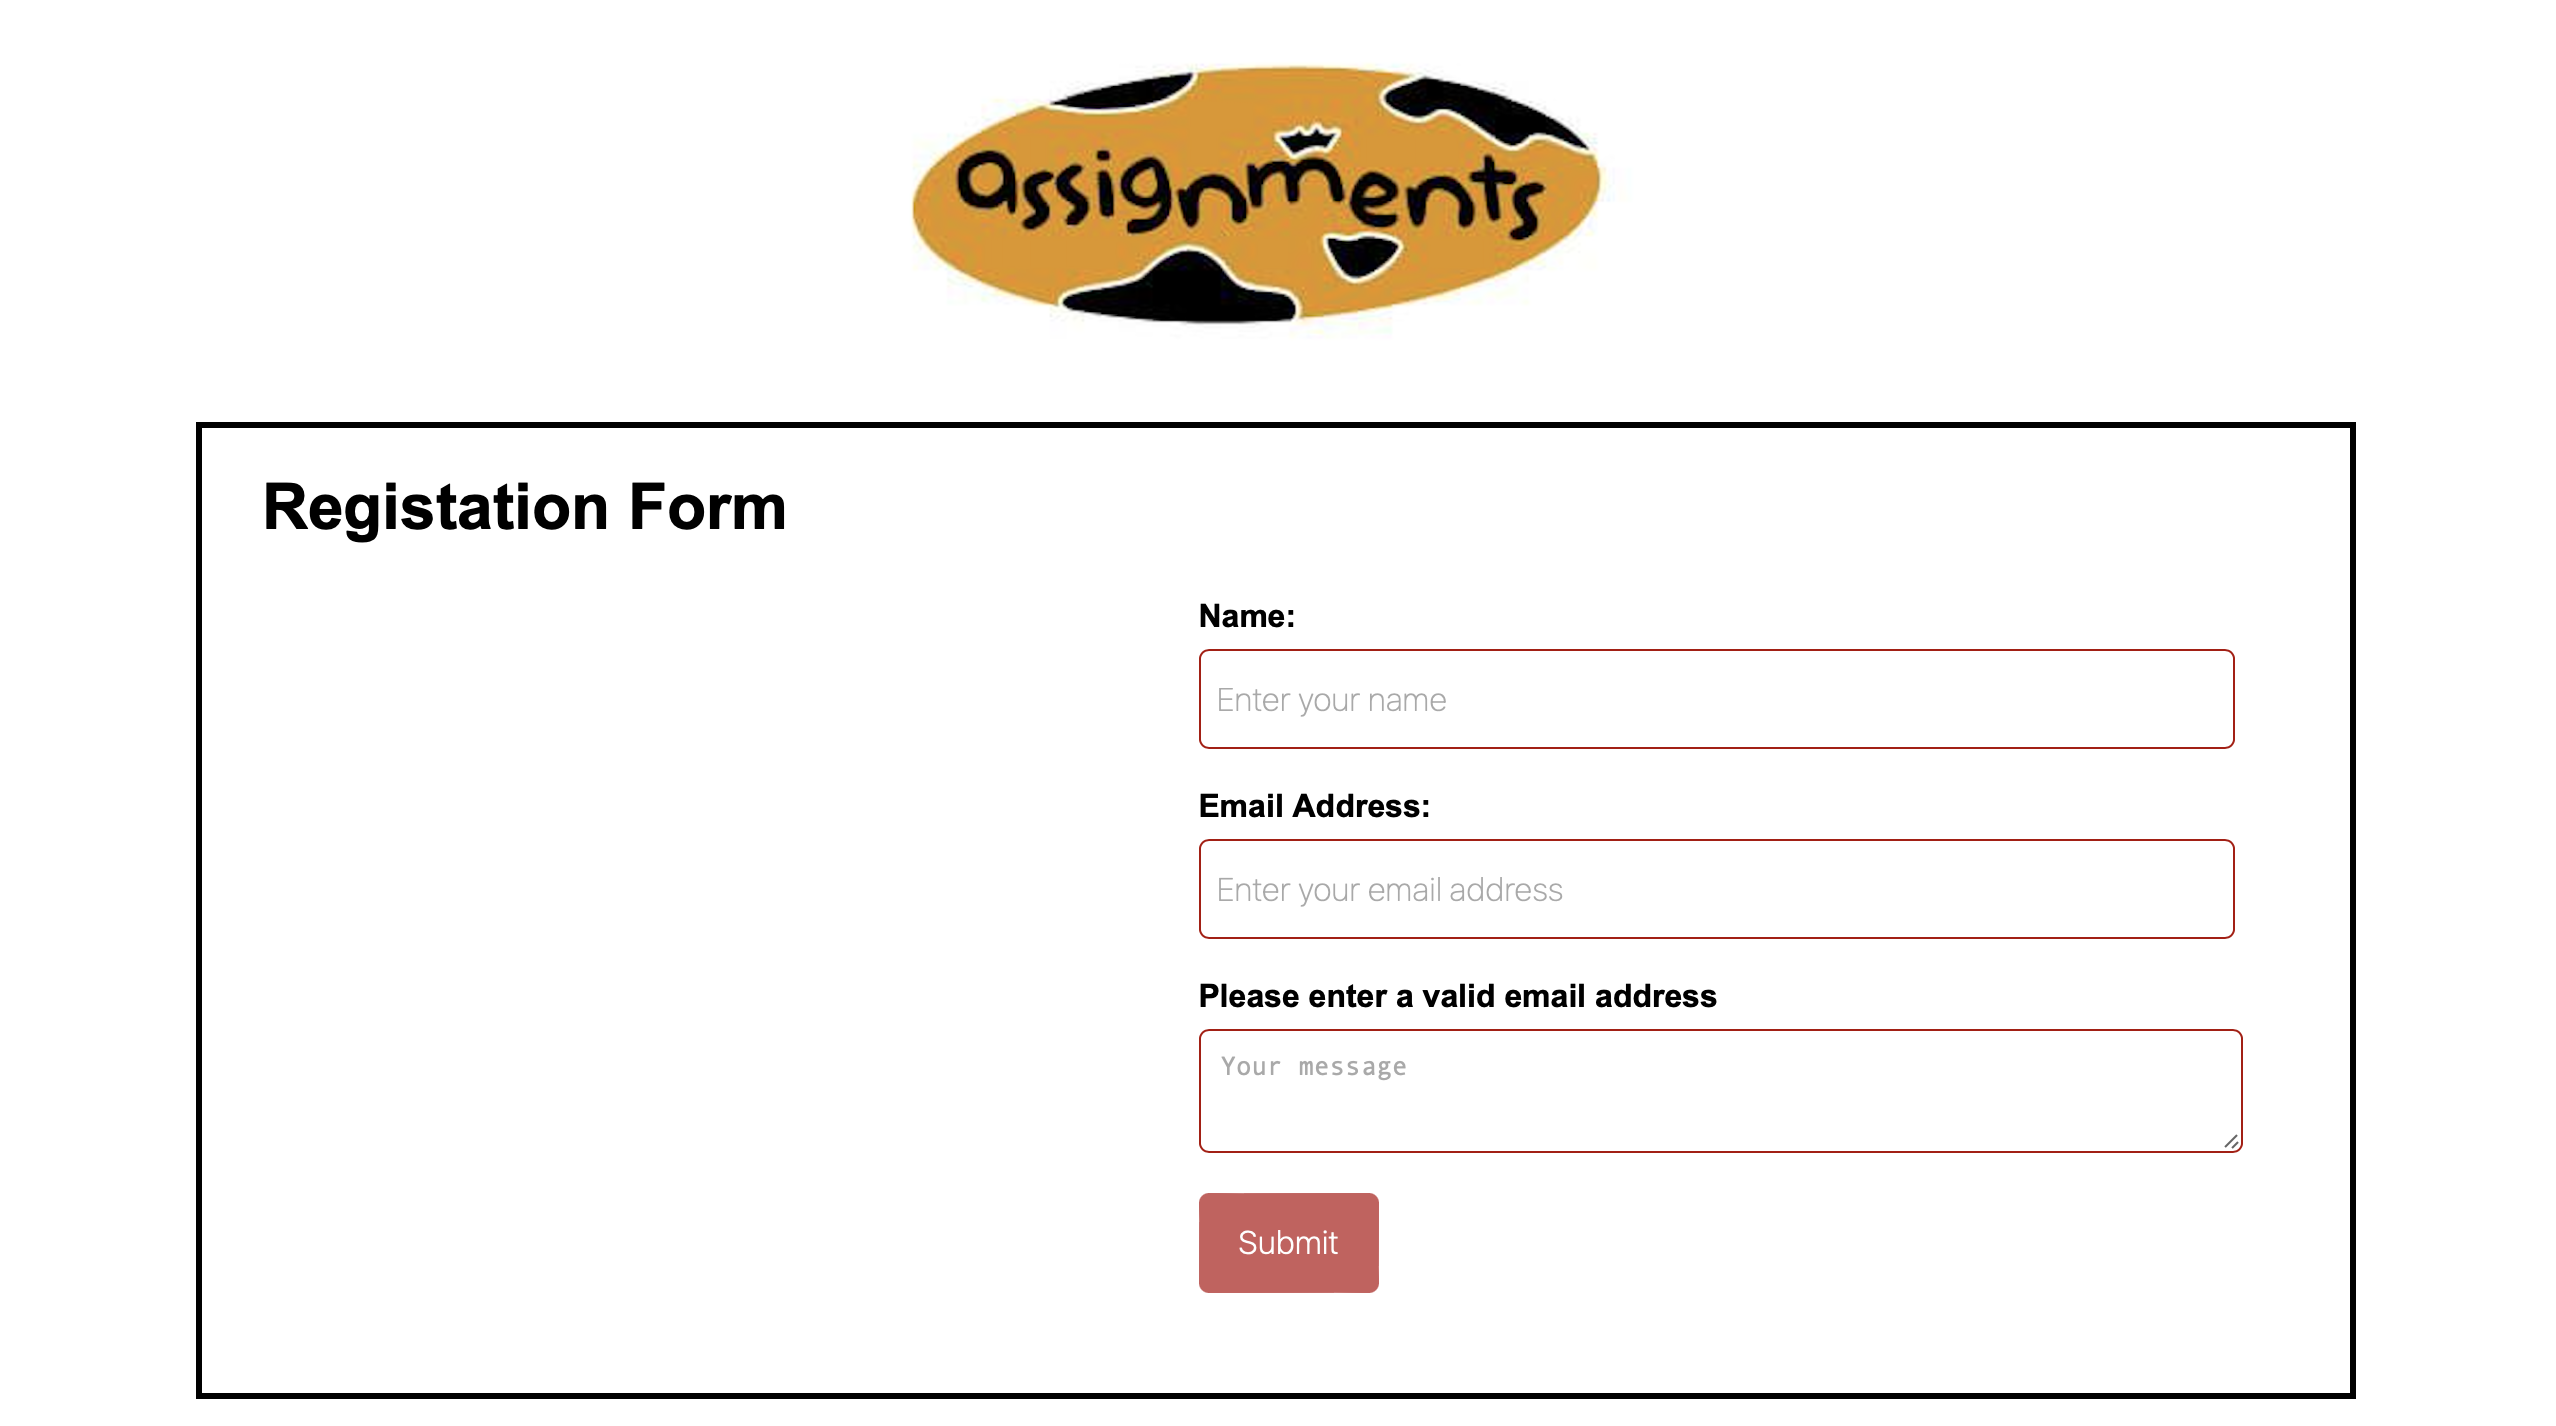 assignments
Registation Form
Name:
Enter your name
Email Address:
Enter your email address
Please enter a valid email address
Your message
Submit